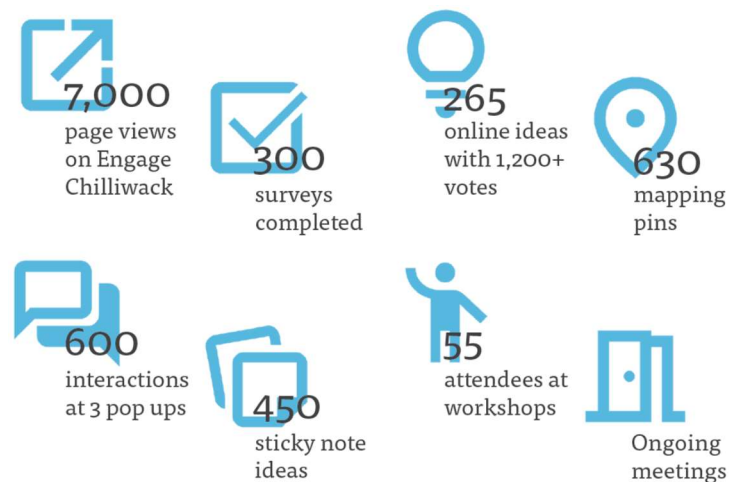 7,000
page views
on Engage
Chilliwack
300
surveys
completed
265
online ideas
with 1,200+
votes
630
mapping
pins
600
interactions
at 3 pop ups
450
sticky note
ideas
55
attendees at
workshops
Ongoing
meetings